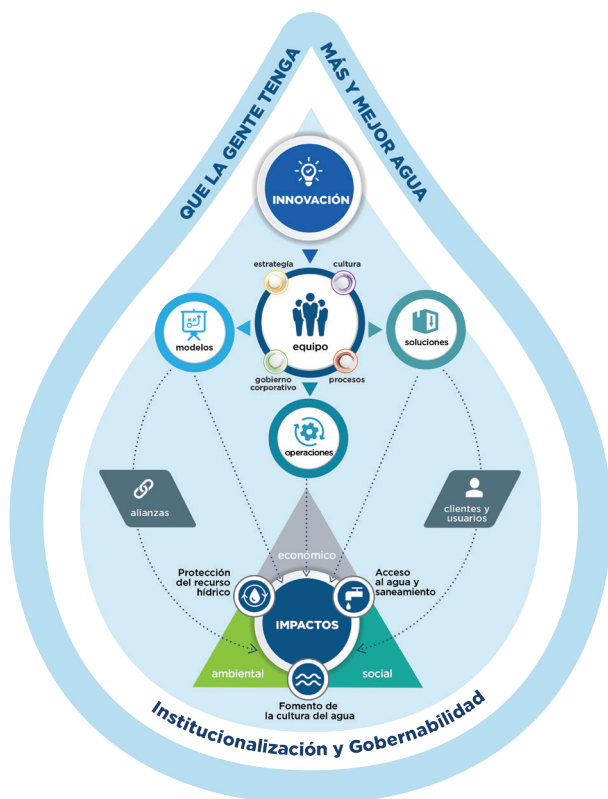 QUE LA GENTE TENGA
MÁS Y MEJOR AGUA
INNOVACIÓN
estrategía
cultura
modelos
equipo
soluciones
gobierno
corporativo
procesos
operaciones
alianzas
clientes y
usuarios
económico
Protección
del recurso
hídrico
Acceso
al agua y
saneamiento
IMPACTOS
ambiental
social
Fomento de
la cultura del agua
Institucionalización y Gobernabilidad